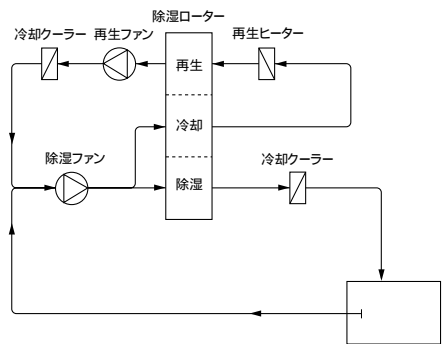 除湿ローター
冷却クーラー
再生ファン
再生ヒーター
再生
冷却
除湿ファン
除湿
冷却クーラー